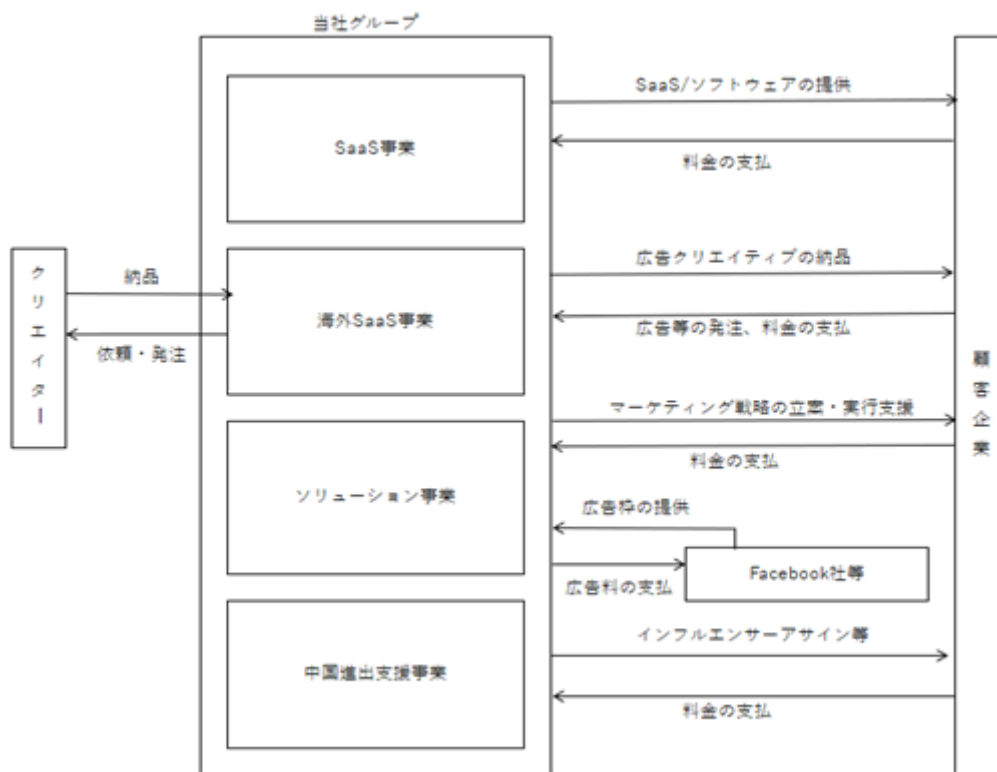 当社グループ
SaaS/ソフトウェアの提供
SaaS事業
料金の支払
クリエイター
納品
広告クリエイティブの納品
海外SaaS事業
広告等の発注、料金の支払
依頼・発注
顧客企業
マーケティング戦略の立案・実行支援
料金の支払
ソリューション事業
広告枠の提供
Facebook社等
広告料の支払
インフルエンサーアサイン等
中国進出支援事業
料金の支払